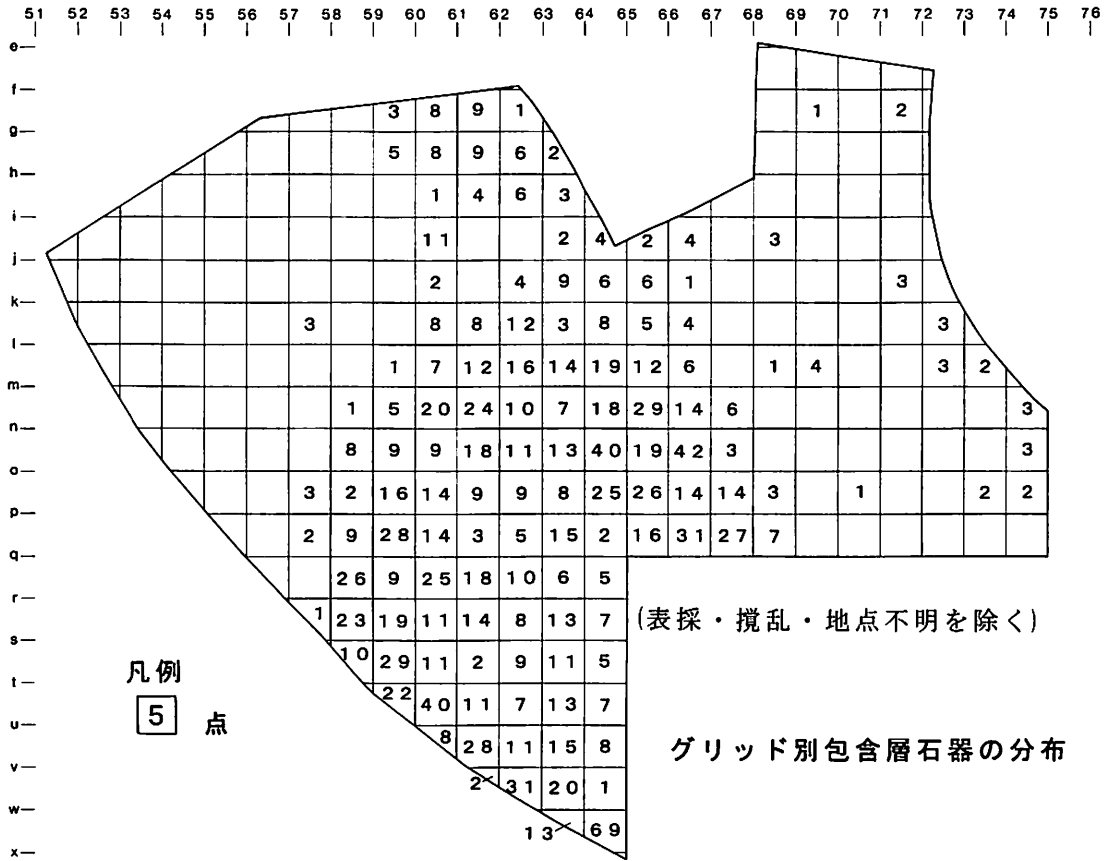 51 52 53 54 55 56 57 58 59 60 61 62 63 64 65 66 67 68 69 70 71 72 73 74 75 76
e
f
3 8 9 1 1 2
g
5 8 9 6 2
h
1 4 6 3
i
11 2 4 2 4 3
j
2 4 9 6 6 1 3
k
3 8 8 12 3 8 5 4 3
l
1 7 12 16 14 19 12 6 1 4 3 2
m
1 5 20 24 10 7 18 29 14 6 3
n
8 9 9 18 11 13 40 19 42 3 3
o
3 2 16 14 9 9 8 25 26 14 14 3 1 2 2
p
2 9 28 14 3 5 15 2 16 31 27 7
q
26 9 25 18 10 6 5
r
1 23 19 11 14 8 13 7 (表採・撹乱・地点不明を除く)
s
10 29 11 2 9 11 5
凡例
t
22 40 11 7 13 7
5 点
u
8 28 11 15 8
グリッド別包含層石器の分布
v
2 31 20 1
w
13 69
x